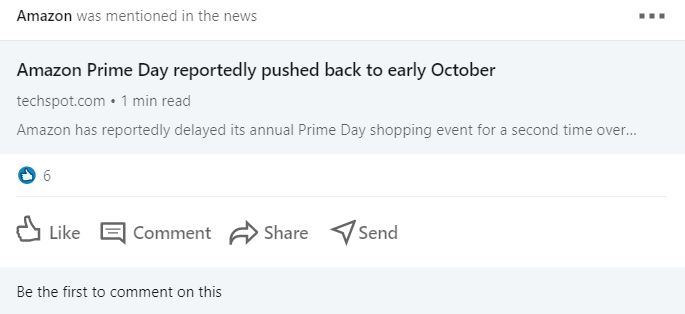 Amazon was mentioned in the news
Amazon Prime Day reportedly pushed back to early October
techspot.com • 1 min read
Amazon has reportedly delayed its annual Prime Day shopping event for a second time over...
6
Like Comment Share Send
Be the first to comment on this